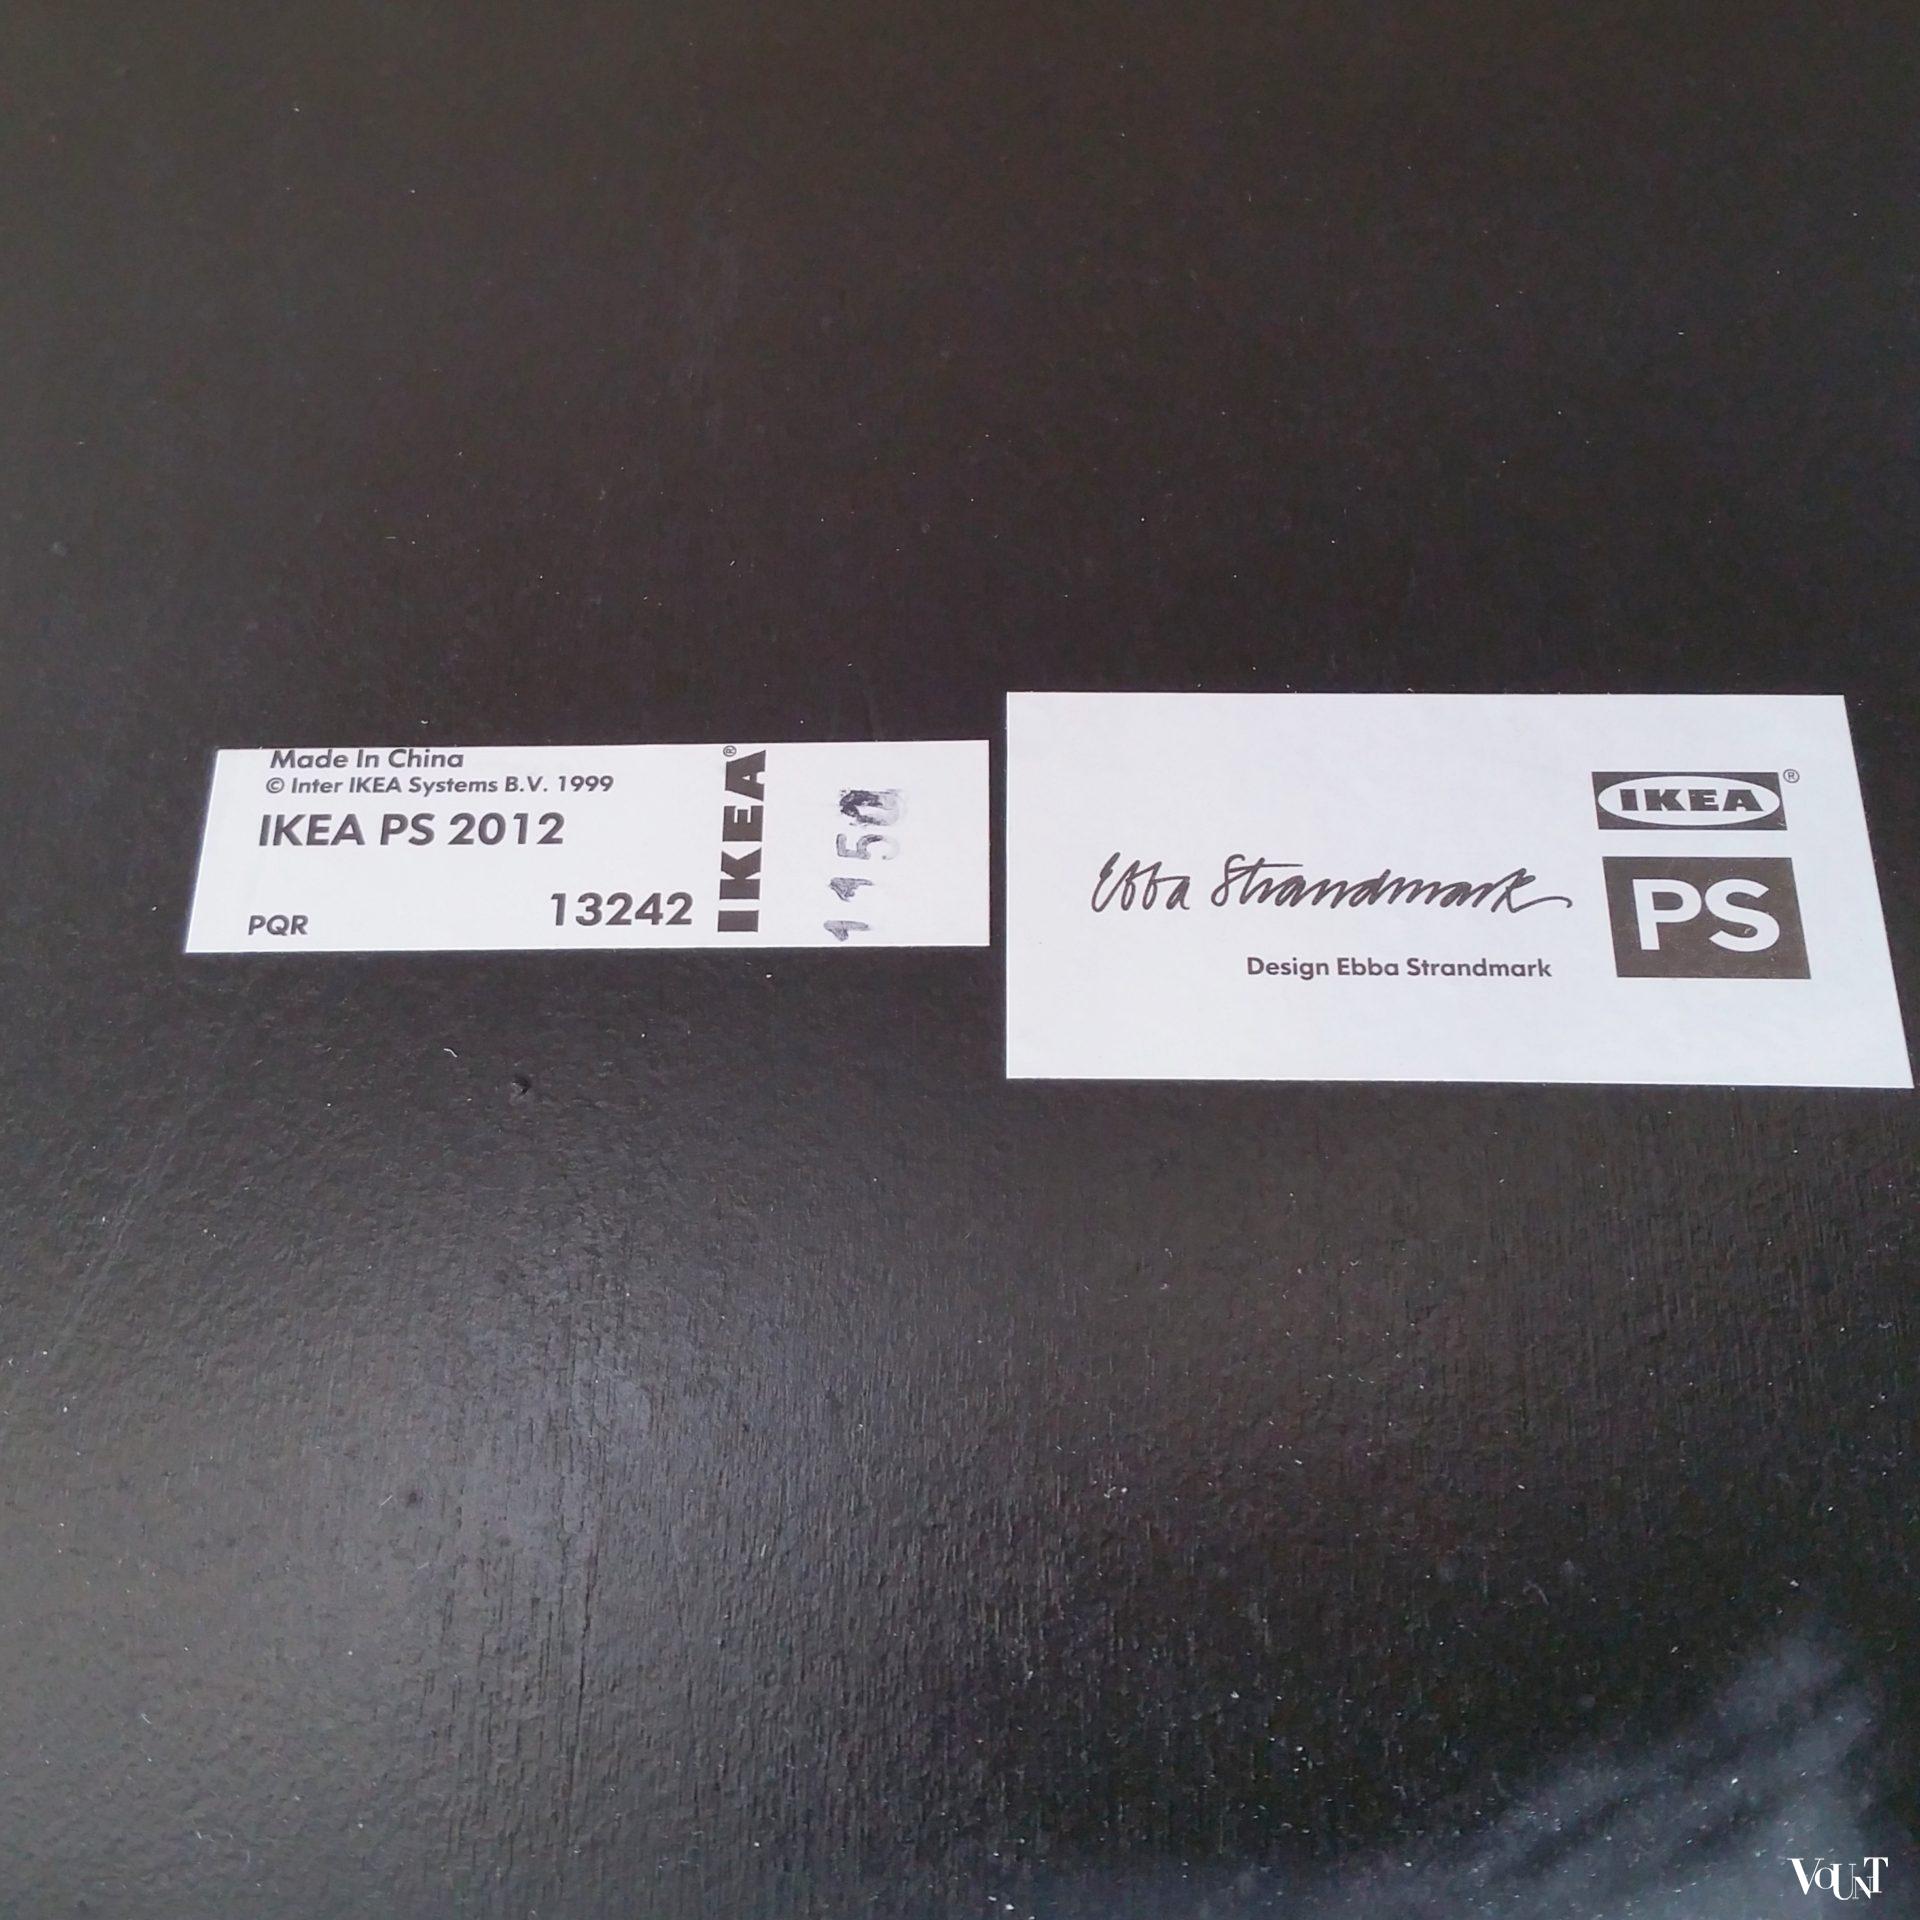 Made In China
© Inter IKEA Systems B.V. 1999
IKEA PS 2012
PQR
13242
IKEA®
1150
Ebba Strandmark
Design Ebba Strandmark
IKEA®
PS
VOUNT